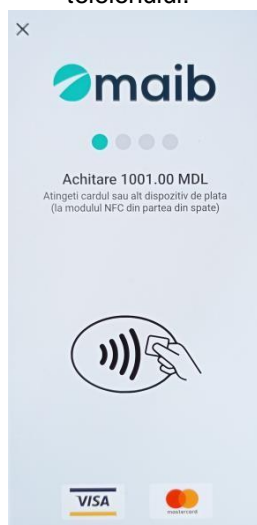 telefonului.
maib
Achitare 1001.00 MDL
Atingeti cardul sau alt dispozitiv de plata
(la modulul NFC din partea din spate)
VISA
mastercard